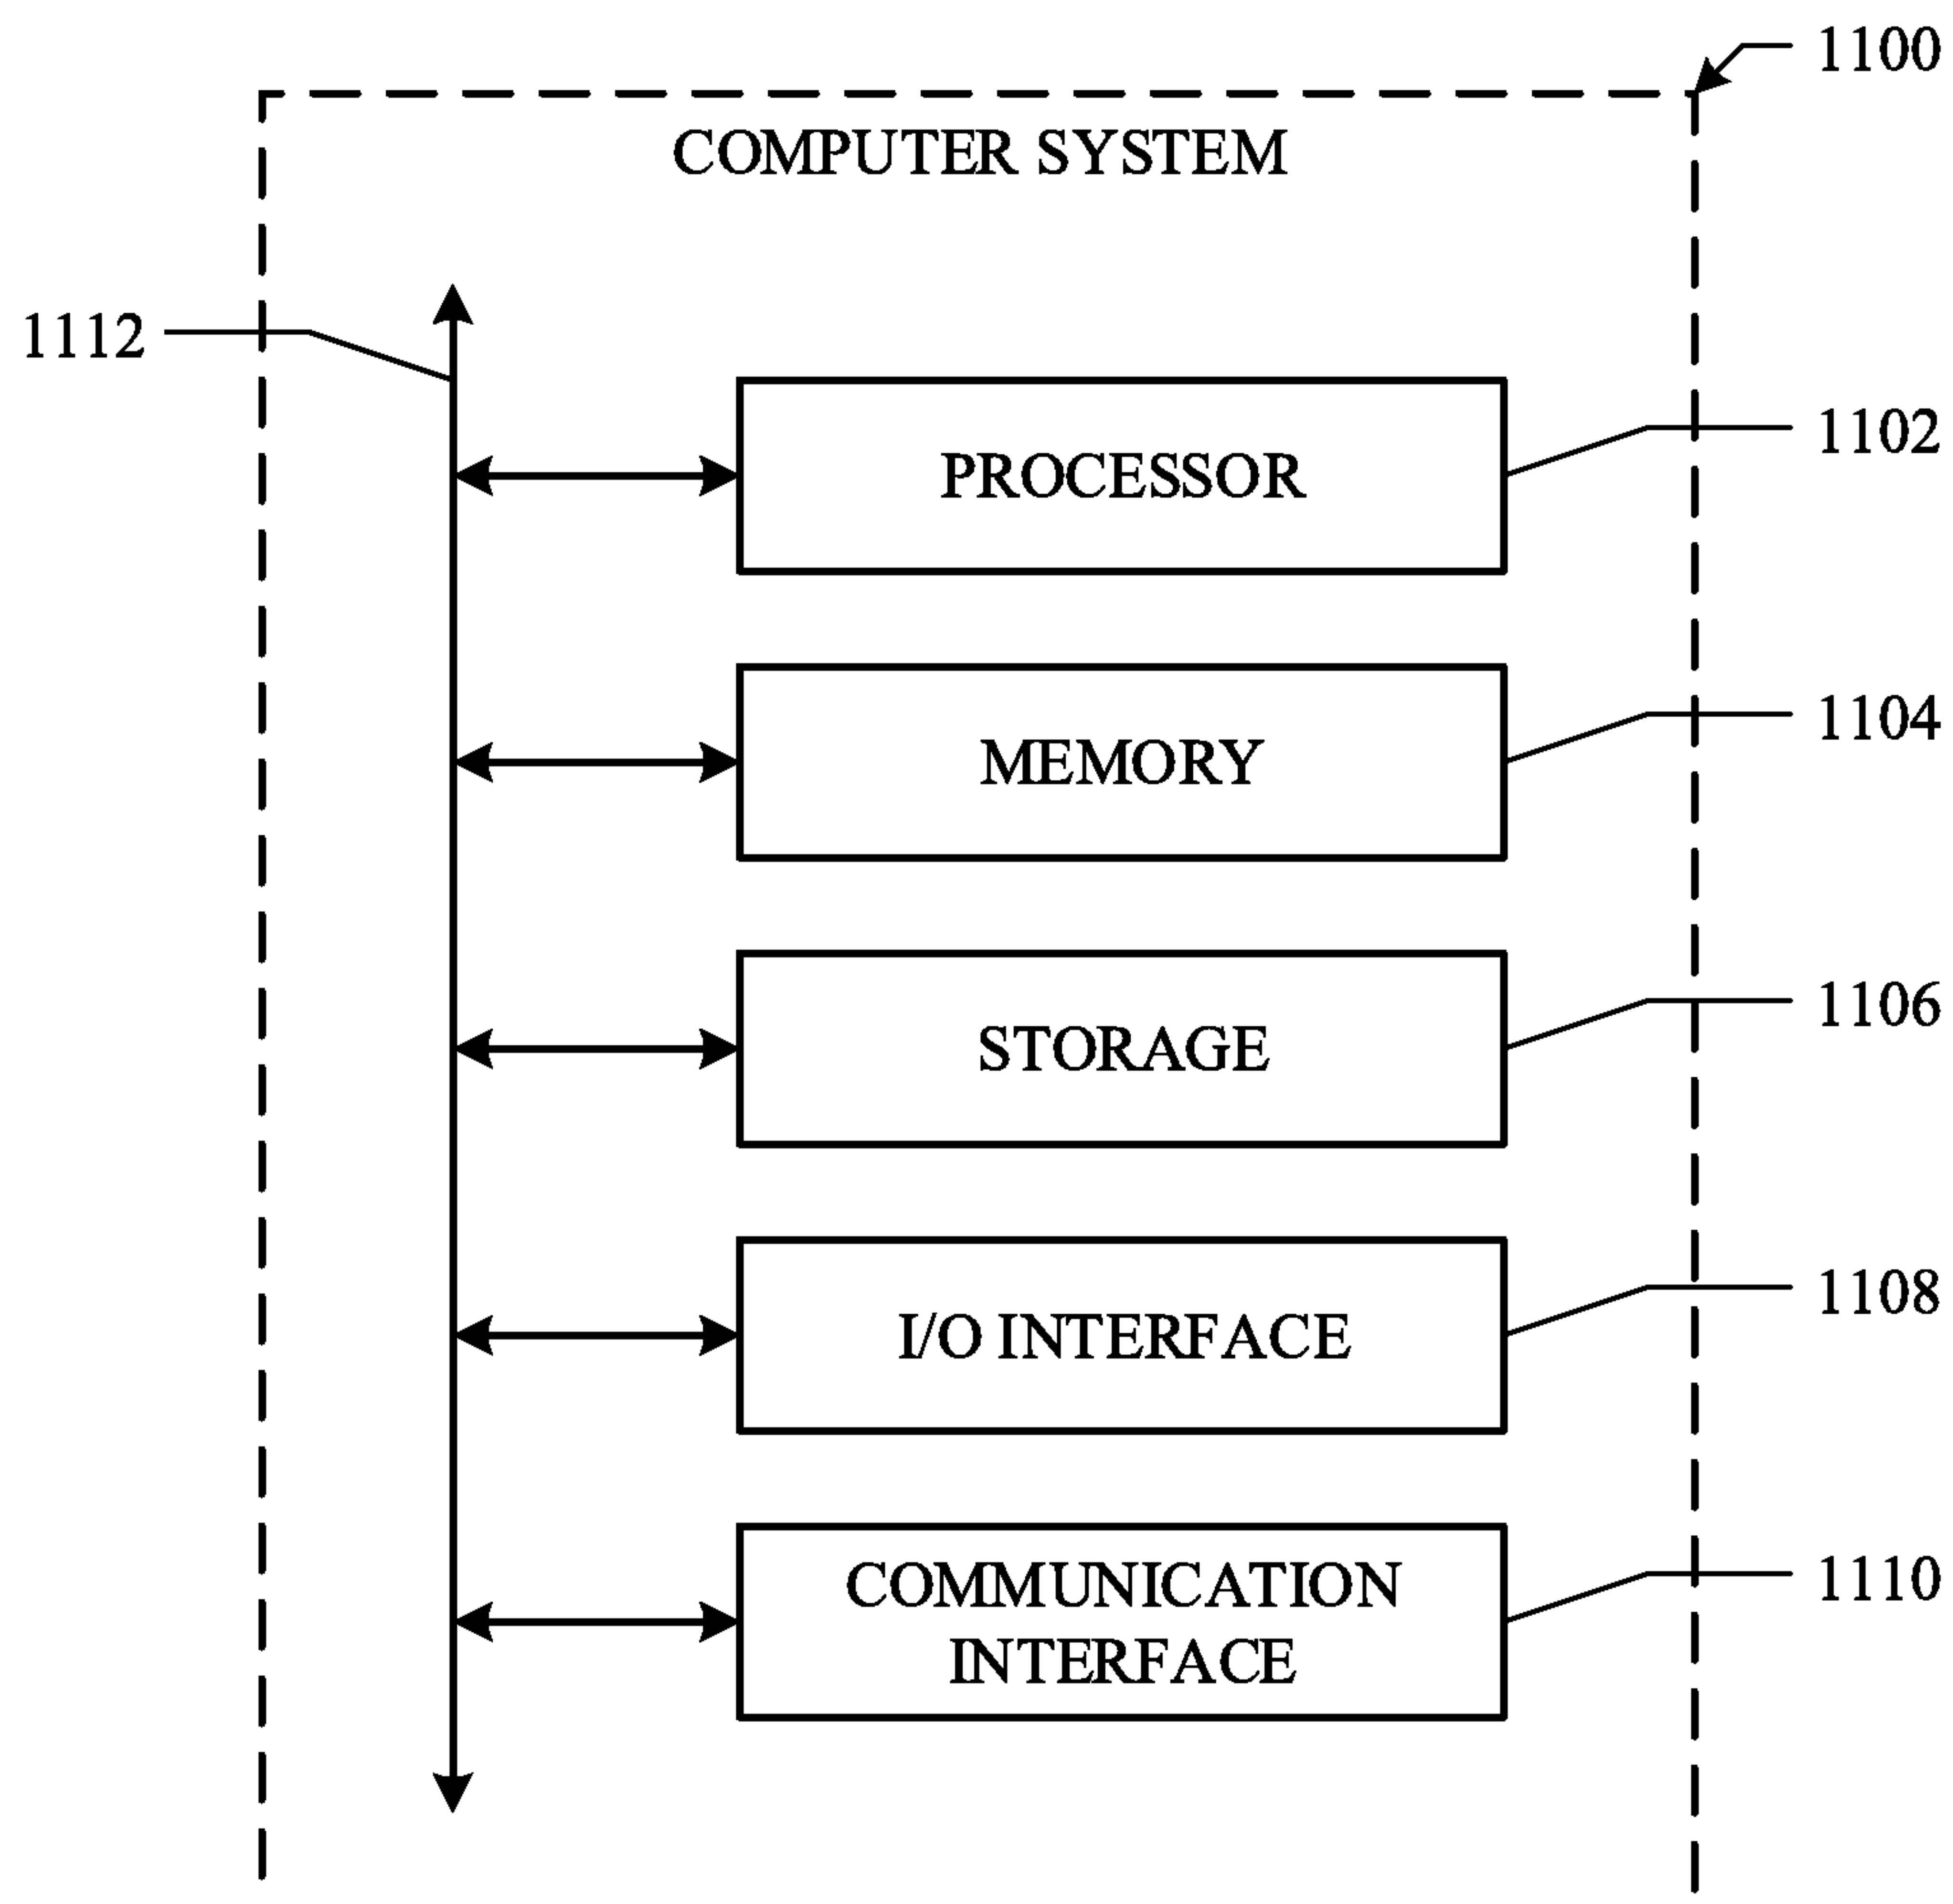 1100
COMPUTER SYSTEM
1112
1102
PROCESSOR
1104
MEMORY
1106
STORAGE
1108
I/O INTERFACE
1110
COMMUNICATION
INTERFACE